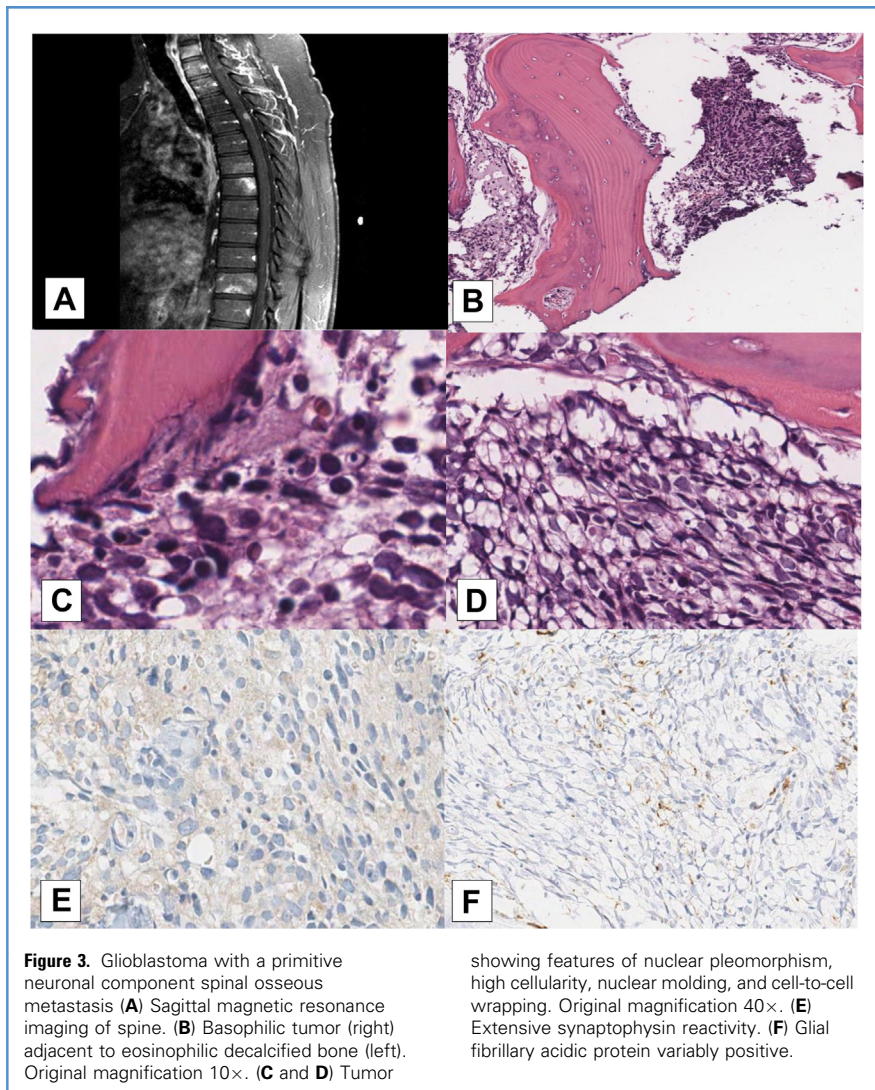 A
B
C
D
E
F
Figure 3. Glioblastoma with a primitive
neuronal component spinal osseous
metastasis (A) Sagittal magnetic resonance
imaging of spine. (B) Basophilic tumor (right)
adjacent to eosinophilic decalcified bone (left).
Original magnification 10×. (C and D) Tumor
showing features of nuclear pleomorphism,
high cellularity, nuclear molding, and cell-to-cell
wrapping. Original magnification 40×. (E)
Extensive synaptophysin reactivity. (F) Glial
fibrillary acidic protein variably positive.